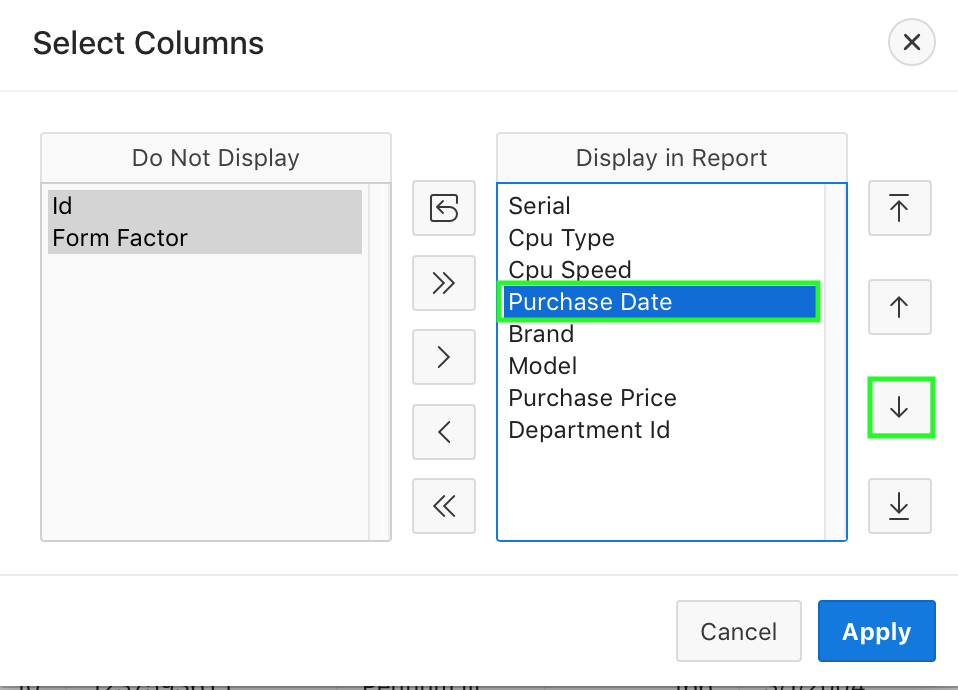 Select Columns
Do Not Display
Id
Form Factor
Display in Report
Serial
Cpu Type
Cpu Speed
Purchase Date
Brand
Model
Purchase Price
Department Id
Cancel
Apply